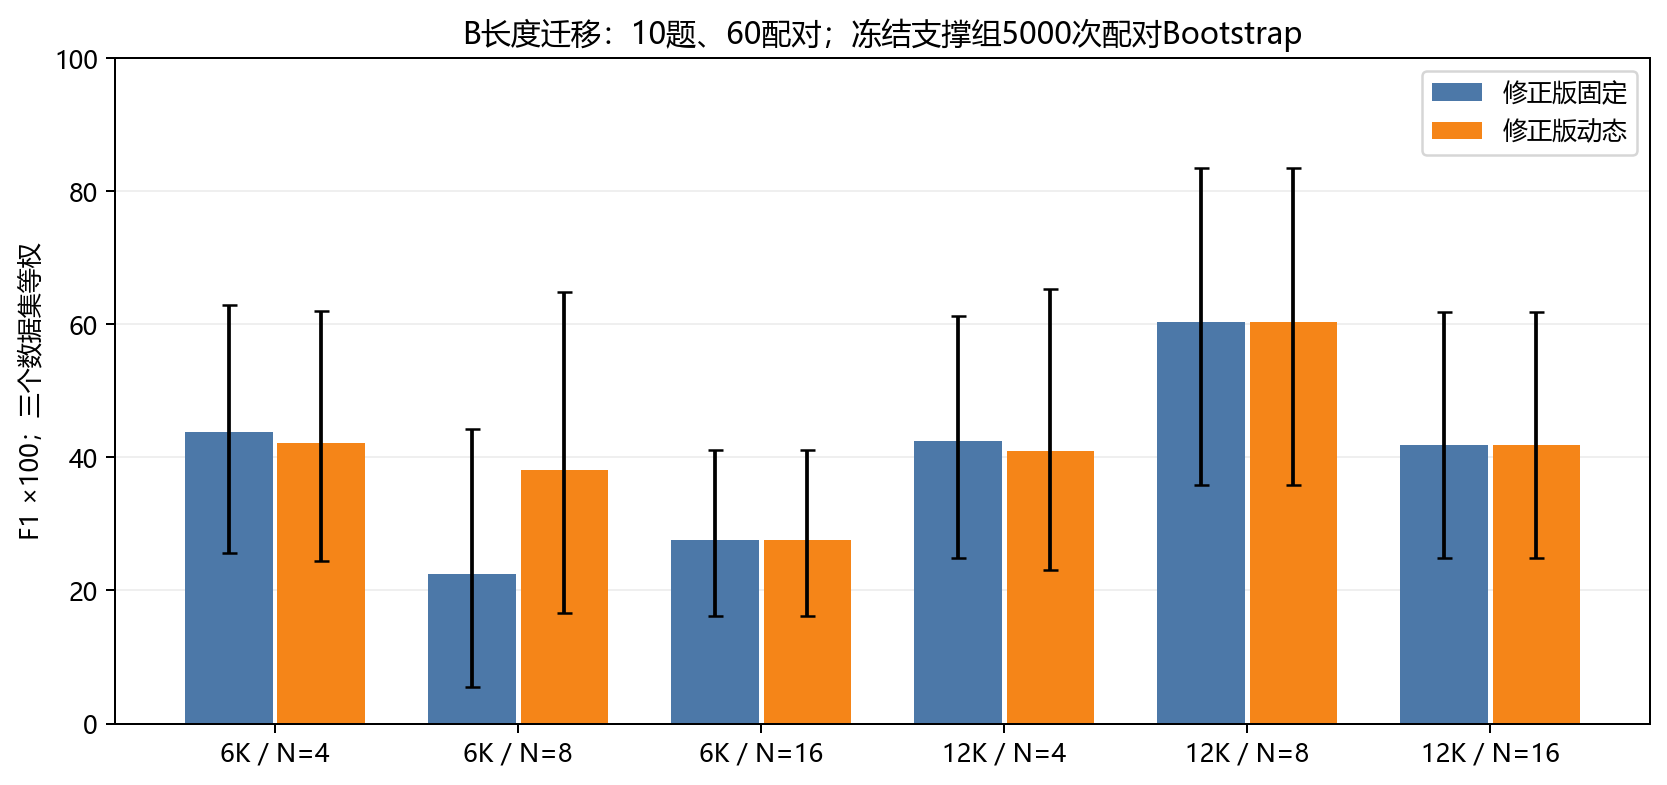 B长度迁移：10题、60配对；冻结支撑组5000次配对Bootstrap
修正版固定
修正版动态
F1 ×100；三个数据集等权
100
80
60
40
20
0
6K / N=4
6K / N=8
6K / N=16
12K / N=4
12K / N=8
12K / N=16